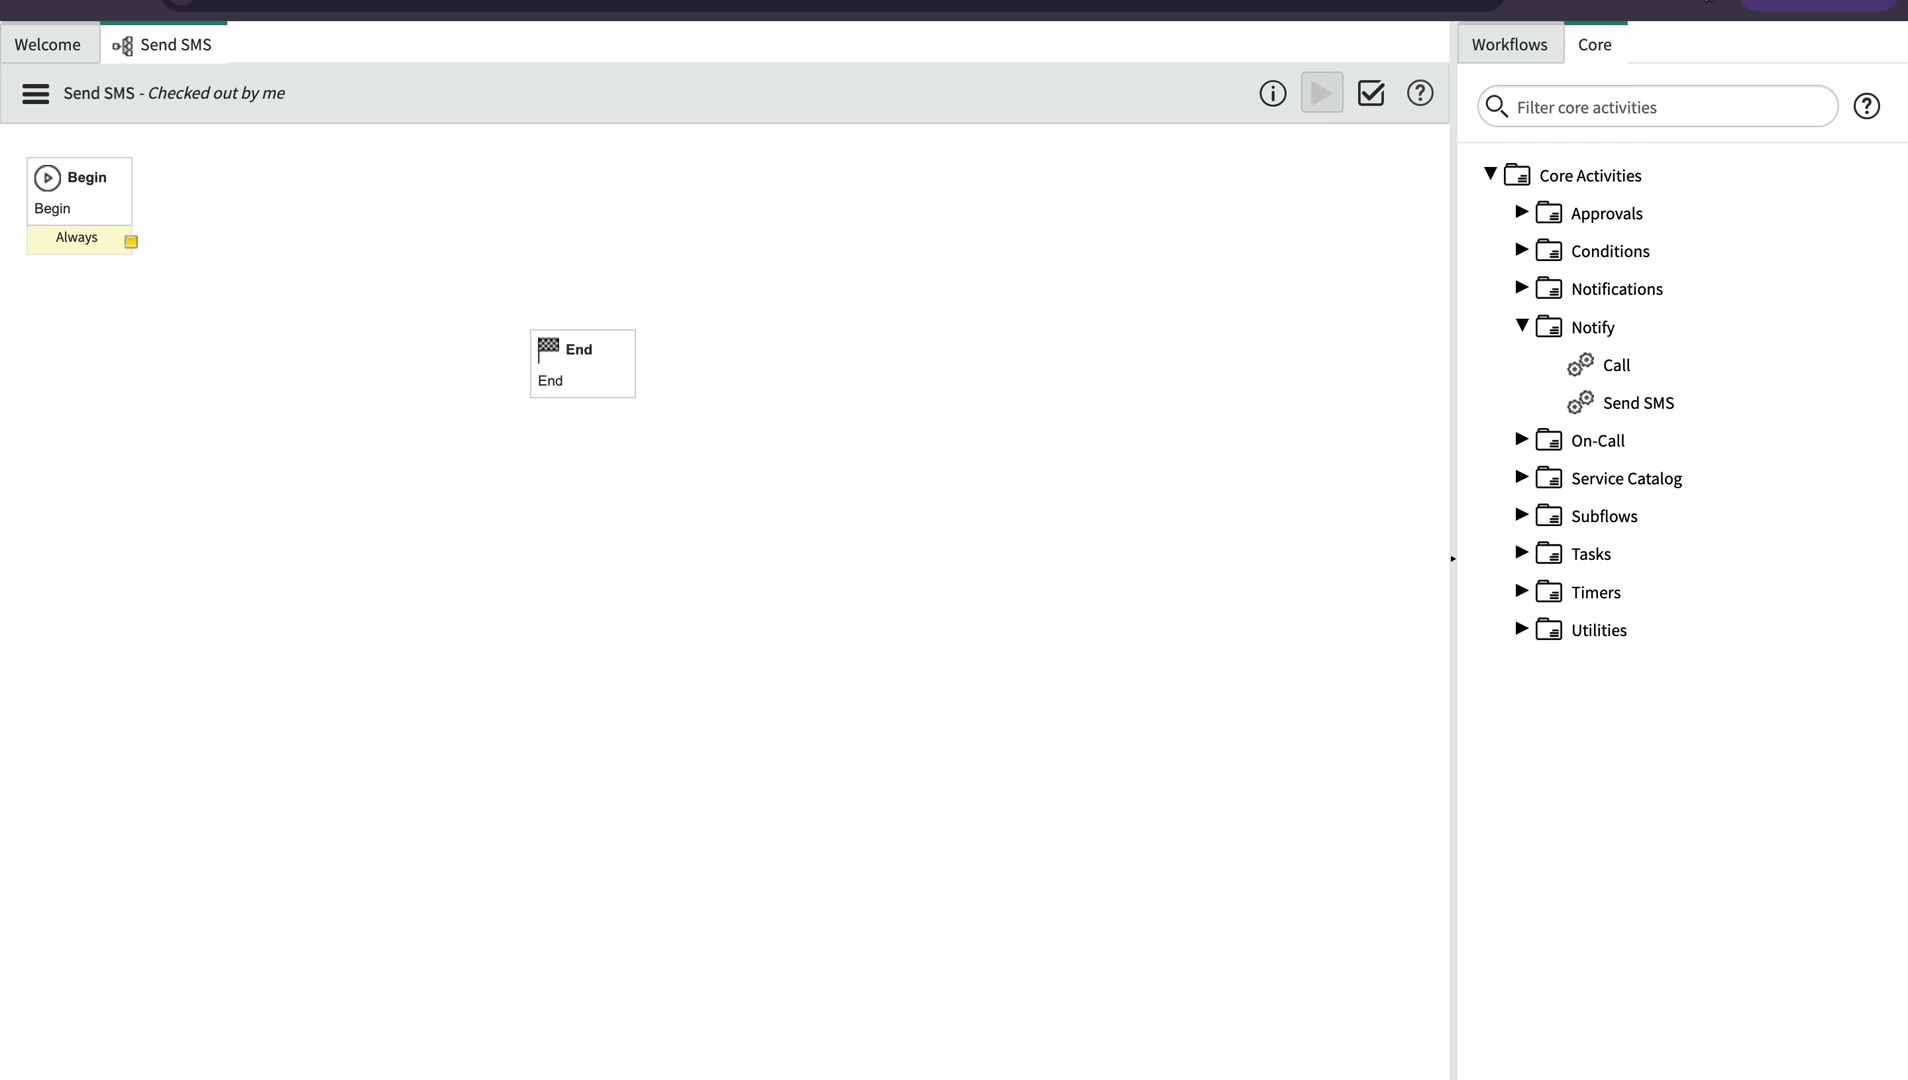 Welcome
Send SMS
Workflows
Core
Send SMS - Checked out by me
Filter core activities
Begin
Begin
Always
End
End
Core Activities
Approvals
Conditions
Notifications
Notify
Call
Send SMS
On-Call
Service Catalog
Subflows
Tasks
Timers
Utilities